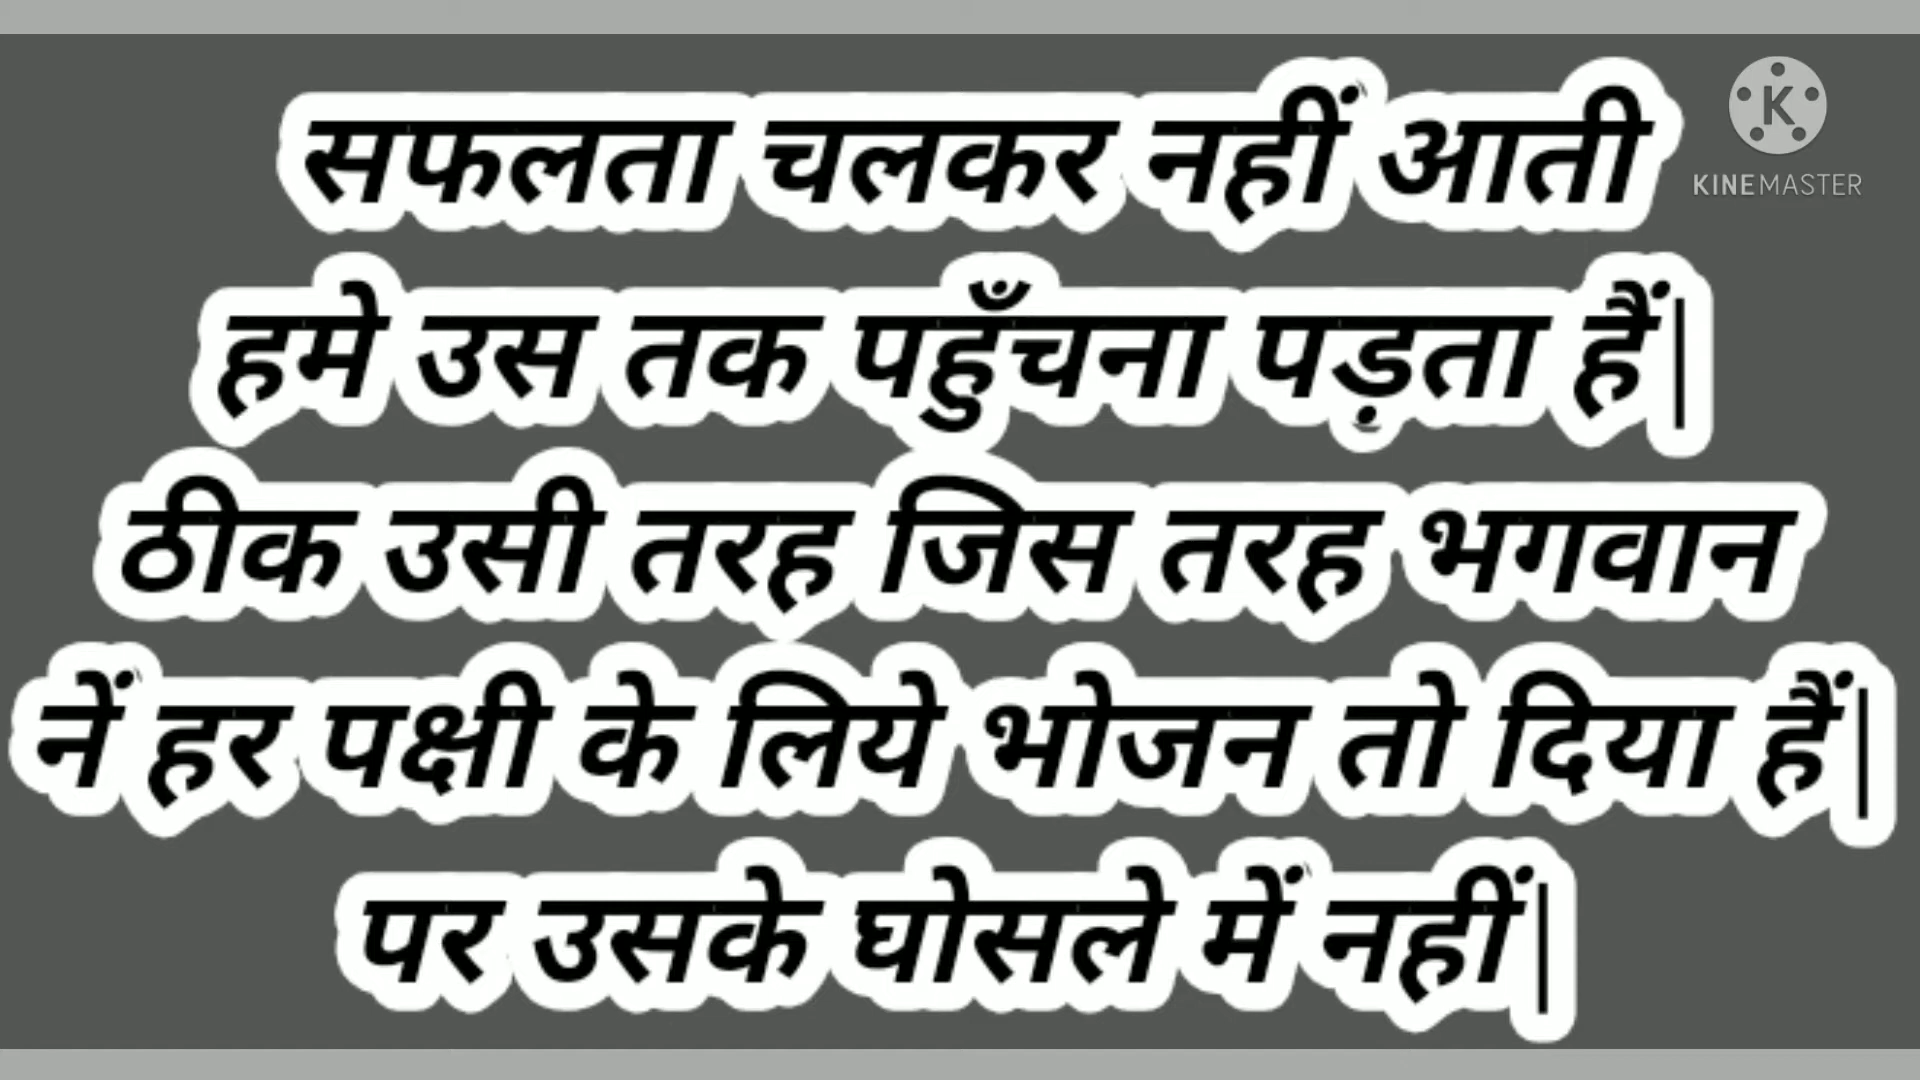 सफलता चलकर नहीं आती
K
KINEMASTER
हमे उस तक पहुँचना पड़ता हैं|
ठीक उसी तरह जिस तरह भगवान
नें हर पक्षी के लिये भोजन तो दिया हैं|
पर उसके घोसले में नहीं|